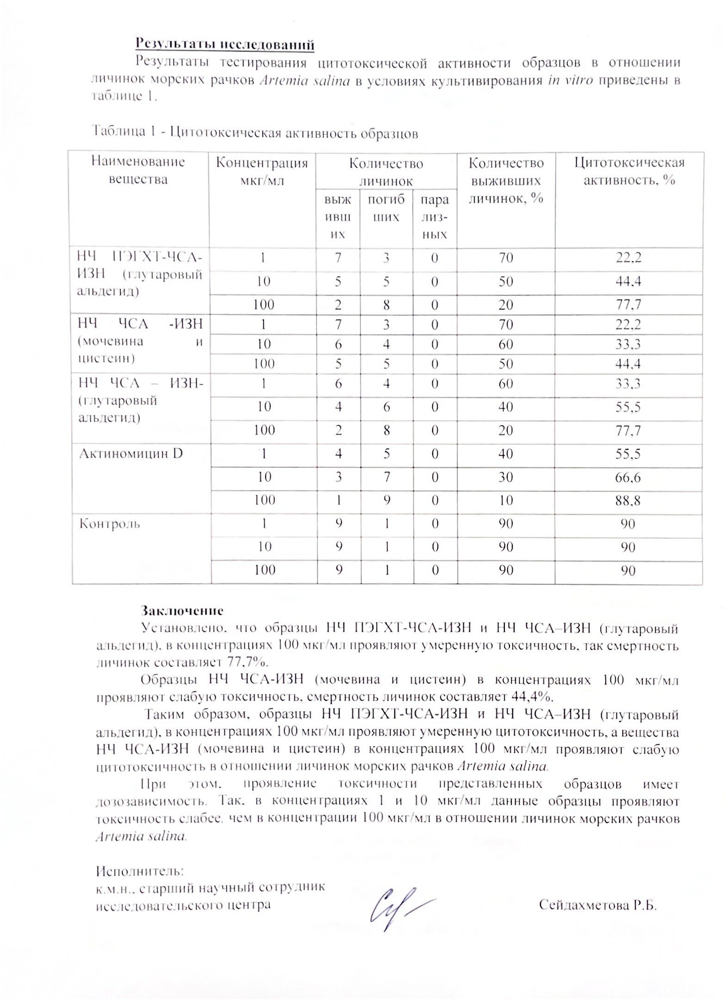 Результаты исследований
Результаты тестирования цитотоксической активности образцов в отношении
личинок морских рачков Artemia salina в условиях культивирования in vitro приведены в
таблице 1.
Таблица 1 - Цитотоксическая активность образцов
Наименование вещества Концентрация мкг/мл Количество личинок Количество выживших личинок, % Цитотоксическая активность, %
выживших погибших парализ-ных
НЧ ПЭГХТ-ЧСА-ИЗН (глутаровый альдегид) 1 7 3 0 70 22,2
10 5 5 0 50 44,4
100 2 8 0 20 77,7
НЧ ЧСА -ИЗН (мочевина и цистеин) 1 7 3 0 70 22,2
10 6 4 0 60 33,3
100 5 5 0 50 44,4
НЧ ЧСА – ИЗН- (глутаровый альдегид) 1 6 4 0 60 33,3
10 4 6 0 40 55,5
100 2 8 0 20 77,7
Актиномицин D 1 4 5 0 40 55,5
10 3 7 0 30 66,6
100 1 9 0 10 88,8
Контроль 1 9 1 0 90 90
10 9 1 0 90 90
100 9 1 0 90 90
Заключение
Установлено, что образцы НЧ ПЭГХТ-ЧСА-ИЗН и НЧ ЧСА–ИЗН (глутаровый
альдегид), в концентрациях 100 мкг/мл проявляют умеренную токсичность, так смертность
личинок составляет 77,7%.
Образцы НЧ ЧСА-ИЗН (мочевина и цистеин) в концентрациях 100 мкг/мл
проявляют слабую токсичность, смертность личинок составляет 44,4%.
Таким образом, образцы НЧ ПЭГХТ-ЧСА-ИЗН и НЧ ЧСА–ИЗН (глутаровый
альдегид), в концентрациях 100 мкг/мл проявляют умеренную цитотоксичность, а вещества
НЧ ЧСА-ИЗН (мочевина и цистеин) в концентрациях 100 мкг/мл проявляют слабую
цитотоксичность в отношении личинок морских рачков Artemia salina.
При этом, проявление токсичности представленных образцов имеет
дозозависимость. Так, в концентрациях 1 и 10 мкг/мл данные образцы проявляют
токсичность слабее, чем в концентрации 100 мкг/мл в отношении личинок морских рачков
Artemia salina.
Исполнитель:
к.м.н., старший научный сотрудник
исследовательского центра Сейдахметова Р.Б.